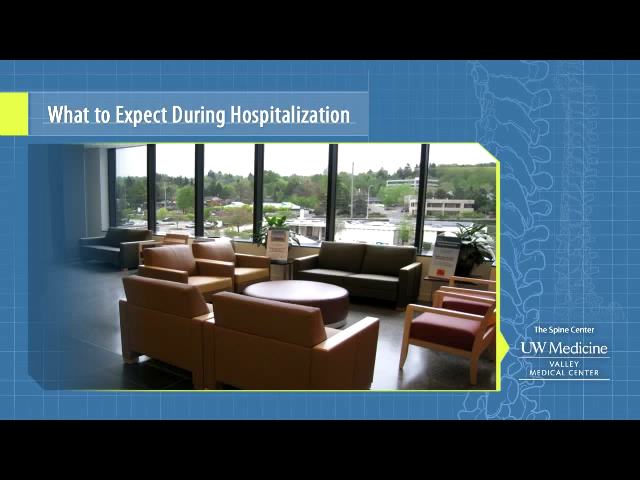 What to Expect During Hospitalization
The Spine Center
UW Medicine
VALLEY
MEDICAL CENTER